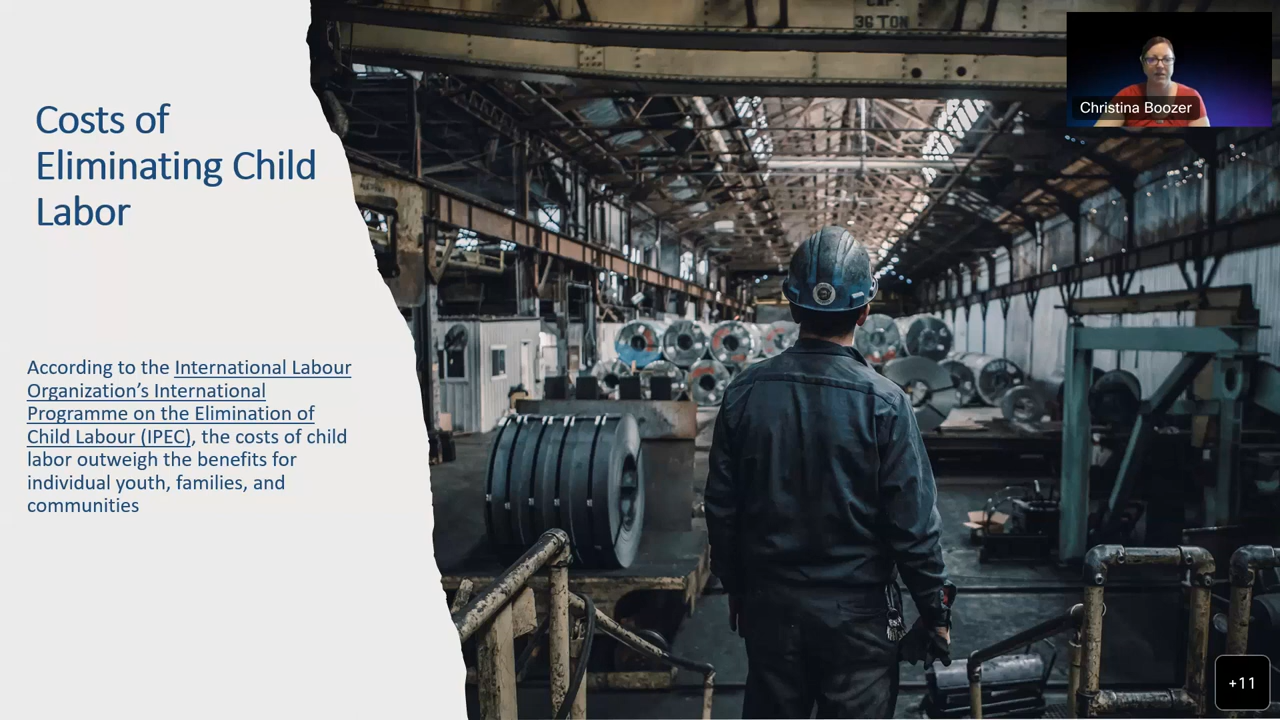 Costs of
Eliminating Child
Labor
According to the International Labour
Organization’s International
Programme on the Elimination of
Child Labour (IPEC), the costs of child
labor outweigh the benefits for
individual youth, families, and
communities
CAP.
36 TON
Christina Boozer
+11